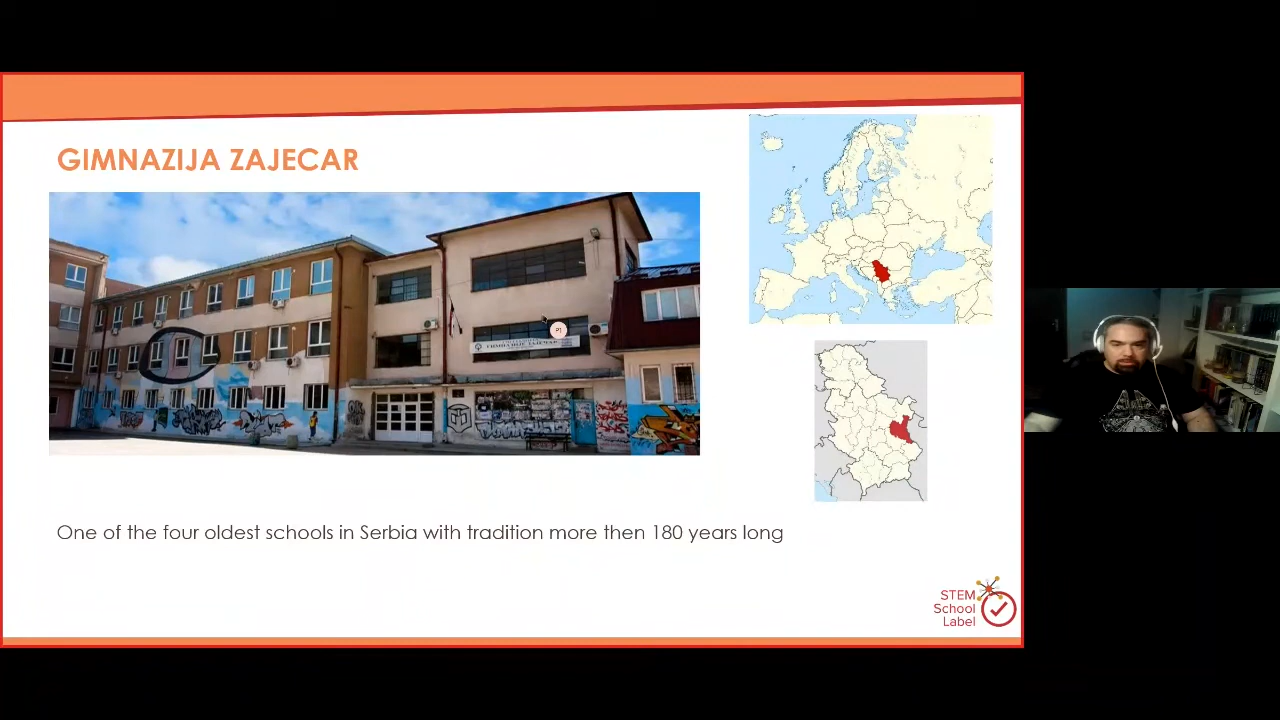 GIMNAZIJA ZAJECAR
P1
One of the four oldest schools in Serbia with tradition more then 180 years long
STEM
School
Label